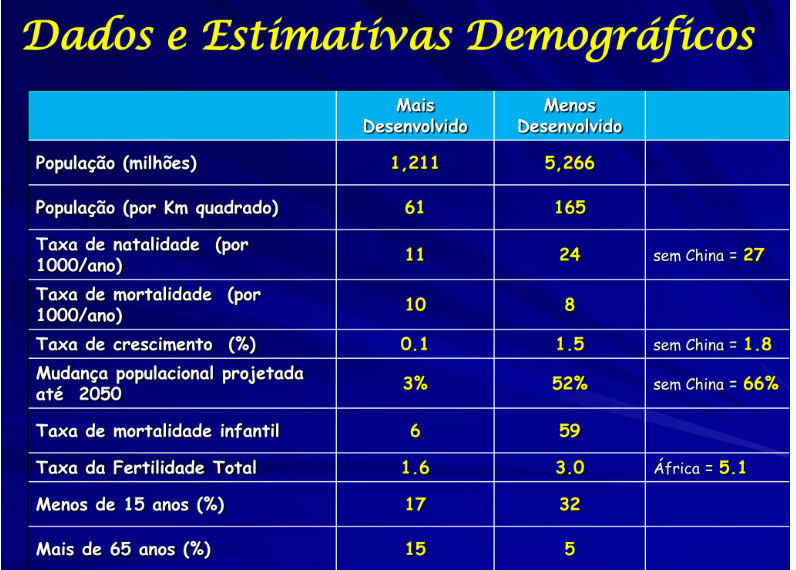 Dados e Estimativas Demográficos
Mais Desenvolvido Menos Desenvolvido
População (milhões) 1,211 5,266
População (por Km quadrado) 61 165
Taxa de natalidade (por 1000/ano) 11 24 sem China = 27
Taxa de mortalidade (por 1000/ano) 10 8
Taxa de crescimento (%) 0.1 1.5 sem China = 1.8
Mudança populacional projetada até 2050 3% 52% sem China = 66%
Taxa de mortalidade infantil 6 59
Taxa da Fertilidade Total 1.6 3.0 África = 5.1
Menos de 15 anos (%) 17 32
Mais de 65 anos (%) 15 5